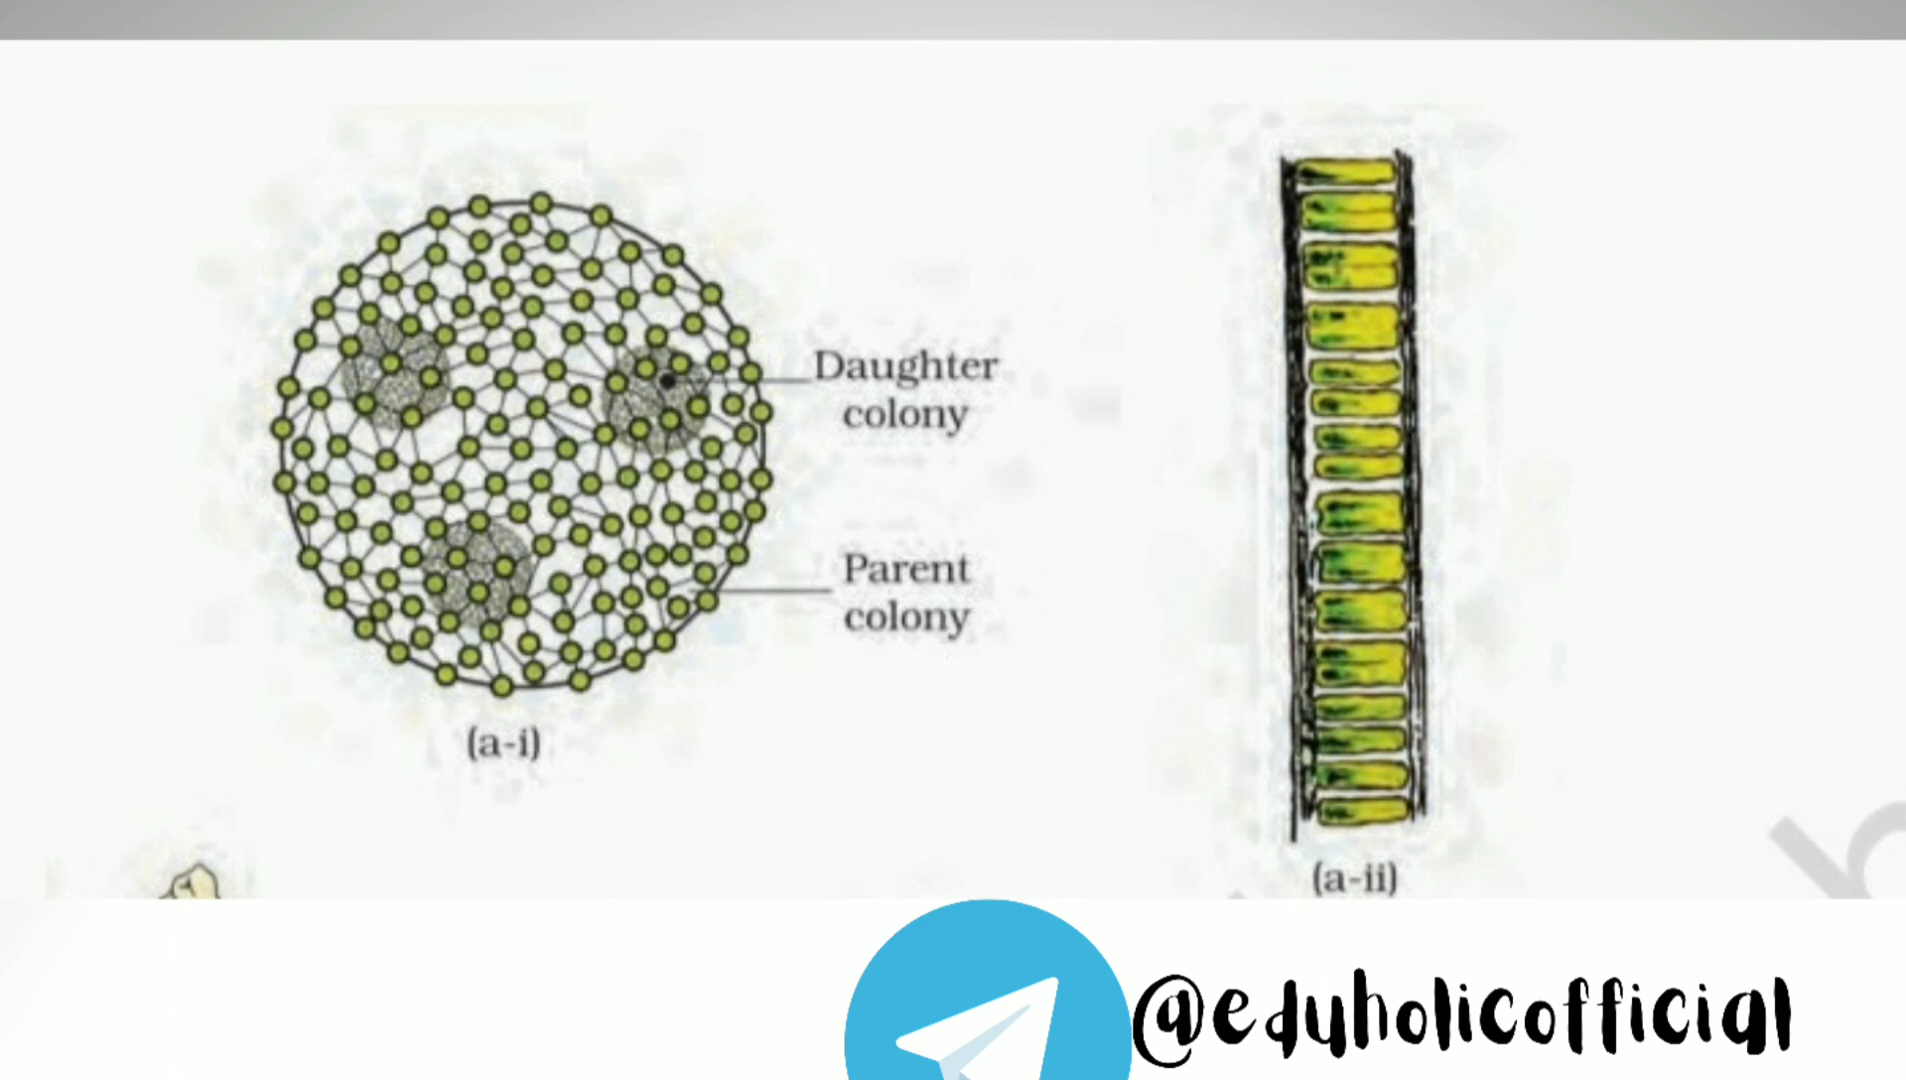 Daughter
colony
Parent
colony
(a-i)
(a-ii)
@eduholicofficial